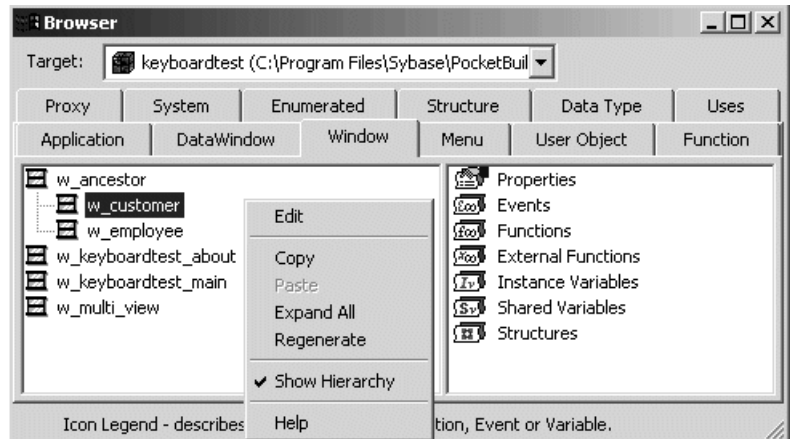 Browser
Target: keyboardtest (C:\Program Files\Sybase\PocketBuil
Proxy System Enumerated Structure Data Type Uses
Application DataWindow Window Menu User Object Function
w_ancestor
w_customer
w_employee
w_keyboardtest_about
w_keyboardtest_main
w_multi_view
Edit
Copy
Paste
Expand All
Regenerate
Show Hierarchy
Help
Properties
Events
Functions
External Functions
Instance Variables
Shared Variables
Structures
Icon Legend - describes tion, Event or Variable.